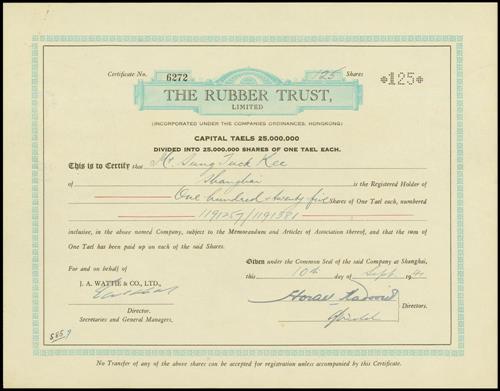 Certificate No. 6272 125 Shares *125*
THE RUBBER TRUST,
LIMITED
(INCORPORATED UNDER THE COMPANIES ORDINANCES, HONGKONG)
CAPITAL TAELS 25.000.000
DIVIDED INTO 25.000,000 SHARES OF ONE TAEL EACH.
This is to Certify that Mr. Sung Tuck Kee
of Shanghai is the Registered Holder of
One hundred & twenty five Shares of One Tael each, numbered
1191257/1191381
inclusive, in the above named Company, subject to the Memorandum and Articles of Association thereof, and that the sum of
One Tael has been paid up on each of the said Shares.
Given under the Common Seal of the said Company at Shanghai,
For and on behalf of
this 10th day of Sept. 19
J. A. WATTIE & CO., LTD.,
Directors.
Director.
Secretaries and General Managers,
No Transfer of any of the above shares can be accepted for registration unless accompanied by this Certificate.